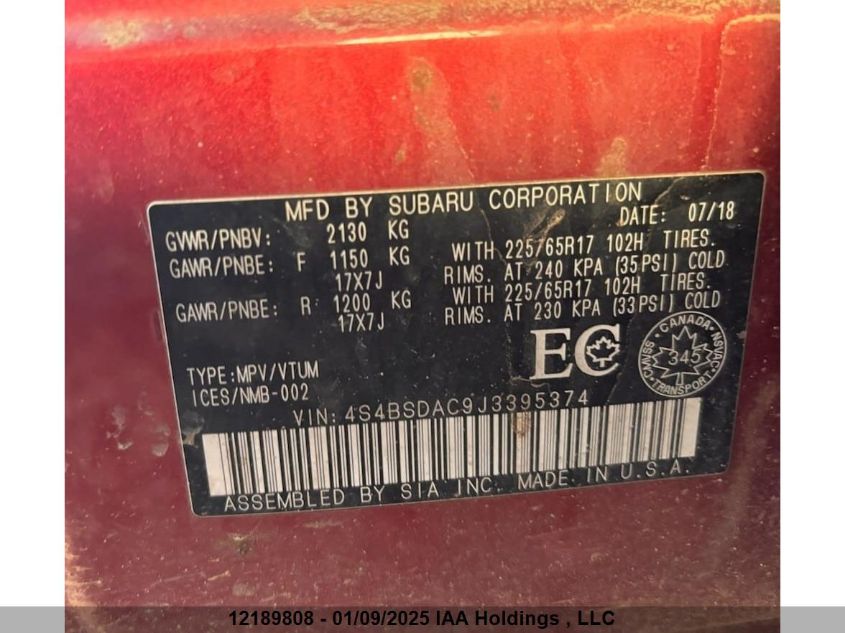 MFD BY SUBARU CORPORATION
DATE: 07/18
GVWR/PNBV: 2130 KG
GAWR/PNBE: F 1150 KG WITH 225/65R17 102H TIRES.
17X7J RIMS. AT 240 KPA (35PSI) COLD
GAWR/PNBE: R 1200 KG WITH 225/65R17 102H TIRES.
17X7J RIMS. AT 230 KPA (33PSI) COLD
EC
CANADA
CMVSS 345 NSVAC
TRANSPORT
TYPE:MPV/VTUM
ICES/NMB-002
VIN: 4S4BSDAC9J3395374
ASSEMBLED BY SIA INC. MADE IN U.S.A.
12189808 - 01/09/2025 IAA Holdings , LLC